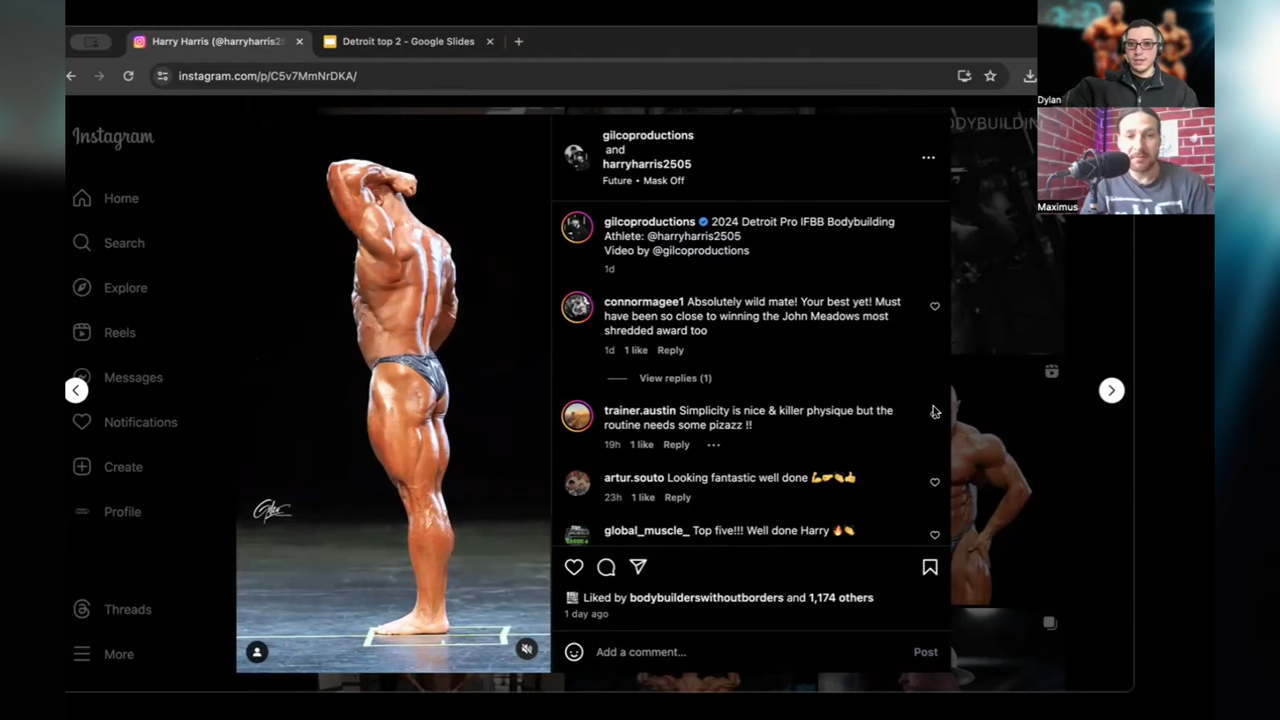 Harry Harris (@harryharris2
Detroit top 2 - Google Slides
instagram.com/p/C5v7MmNrDKA/
Dylan
Maximus
Instagram
Home
Search
Explore
Reels
Messages
Notifications
Create
Profile
Threads
More
ODYBUILDIN
gilcoproductions
and
harryharris2505
Future • Mask Off
gilcoproductions 2024 Detroit Pro IFBB Bodybuilding
Athlete: @harryharris2505
Video by @gilcoproductions
1d
connormagee1 Absolutely wild mate! Your best yet! Must
have been so close to winning the John Meadows most
shredded award too
1d 1 like Reply
View replies (1)
trainer.austin Simplicity is nice & killer physique but the
routine needs some pizazz !!
19h 1 like Reply
artur.souto Looking fantastic well done 💪🤛👏👍
23h 1 like Reply
global_muscle_ Top five!!! Well done Harry 🔥👏
Liked by bodybuilderswithoutborders and 1,174 others
1 day ago
Add a comment...
Post